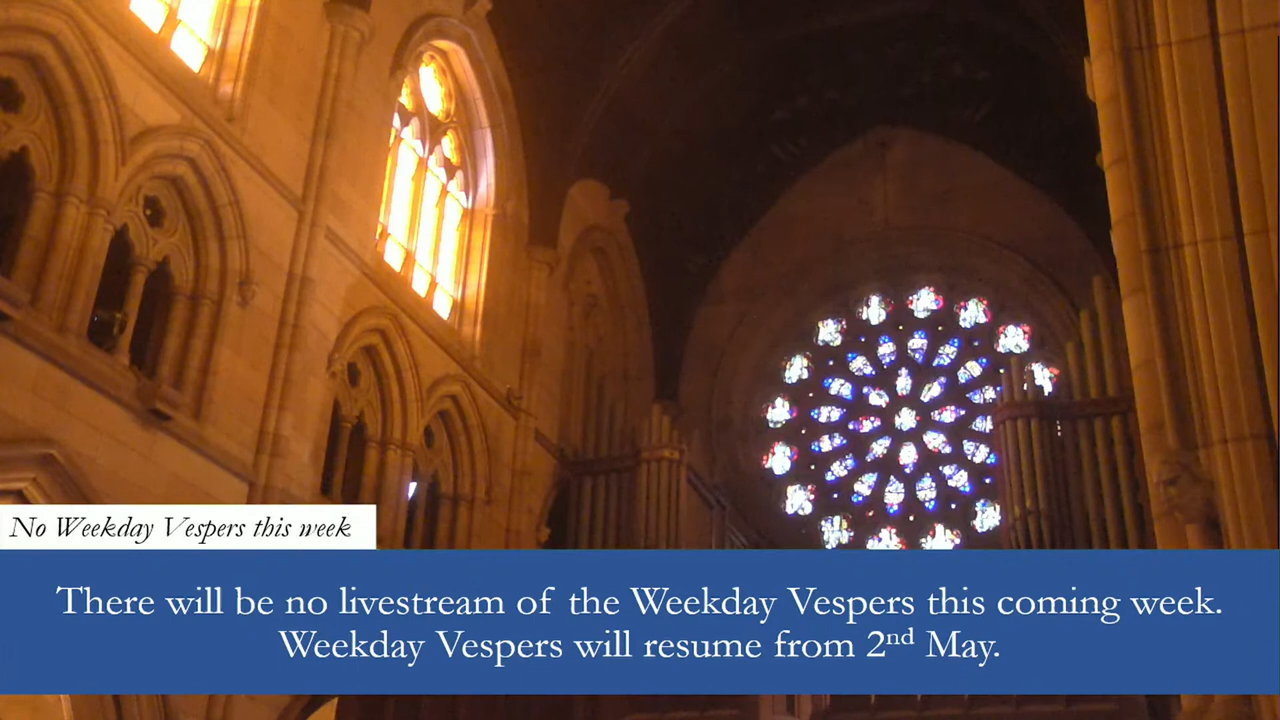 No Weekday Vespers this week
There will be no livestream of the Weekday Vespers this coming week.
Weekday Vespers will resume from 2nd May.